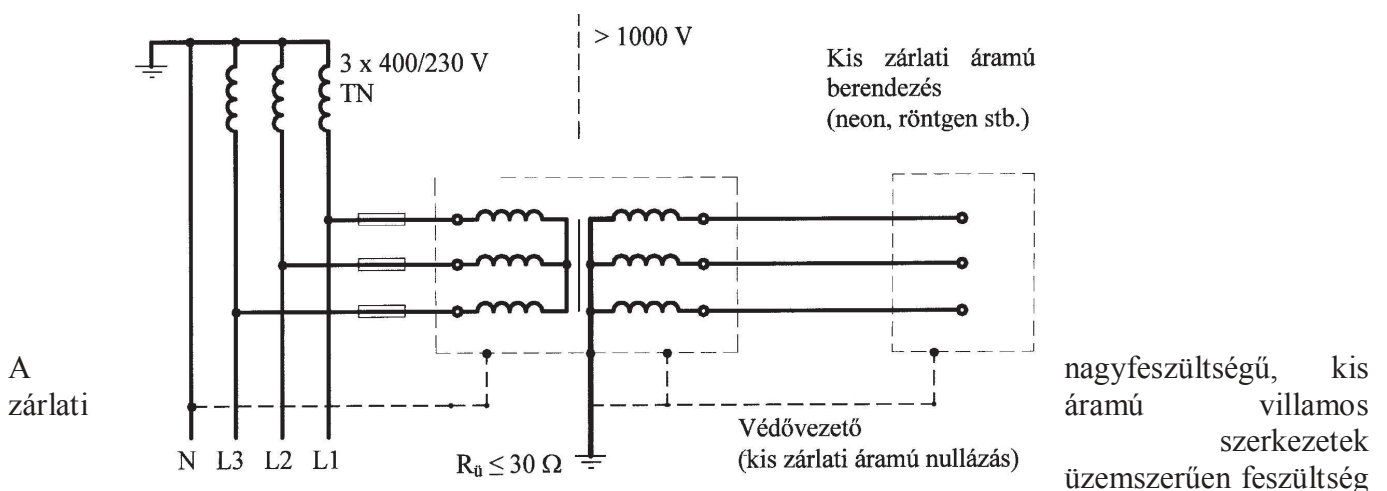 > 1000 V
3 x 400/230 V
TN
Kis zárlati áramú
berendezés
(neon, röntgen stb.)
A nagyfeszültségű, kis
zárlati áramú villamos
szerkezetek
üzemszerűen feszültség
Védővezető
(kis zárlati áramú nullázás)
N L3 L2 L1
Rü ≤ 30 Ω